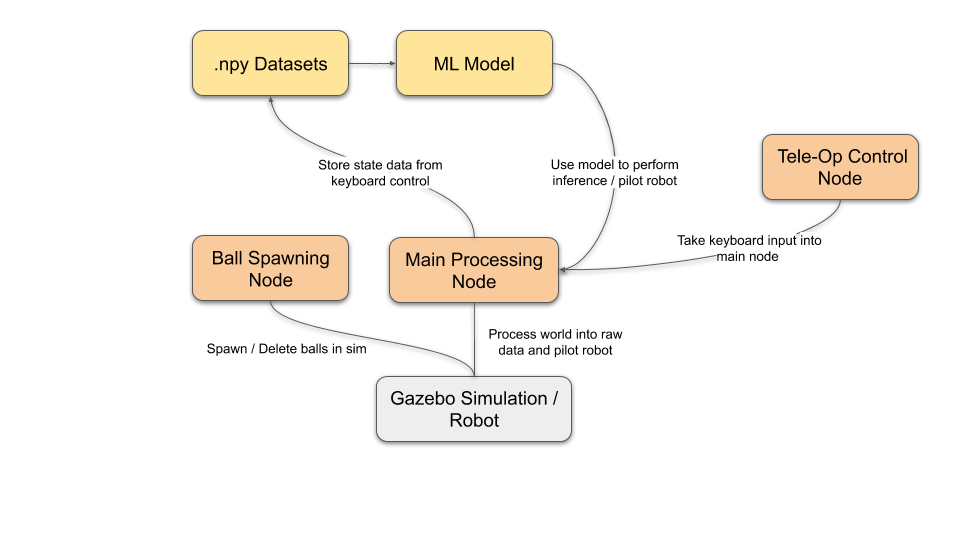 .npy Datasets
ML Model
Tele-Op Control
Node
Store state data from
keyboard control
Use model to perform
inference / pilot robot
Take keyboard input into
main node
Ball Spawning
Node
Main Processing
Node
Spawn / Delete balls in sim
Process world into raw
data and pilot robot
Gazebo Simulation /
Robot